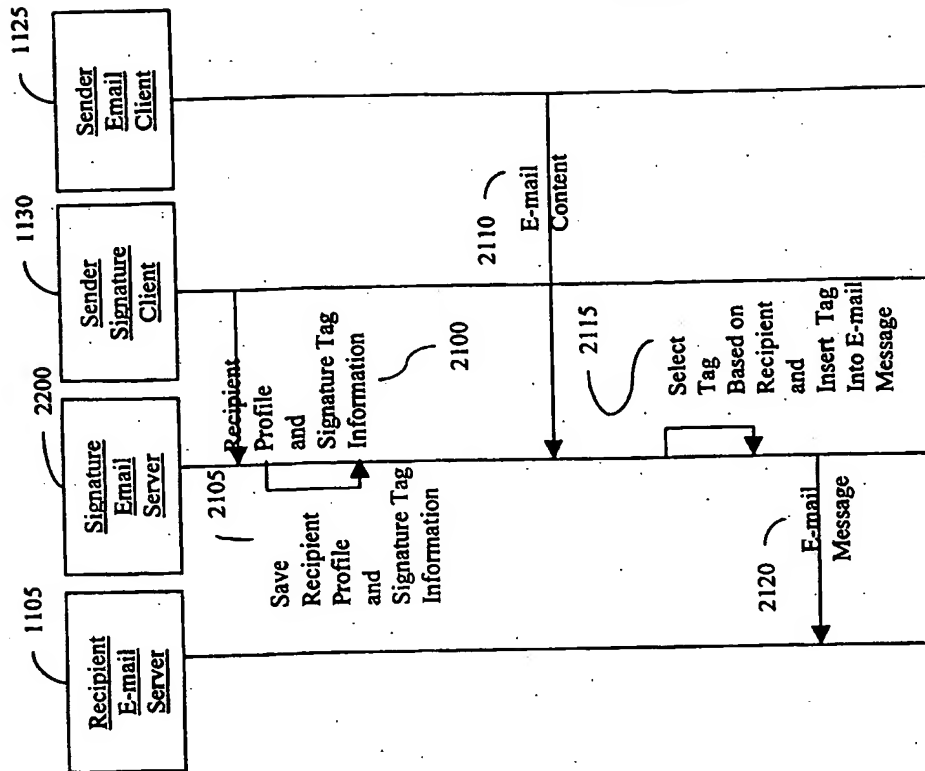 1105
Recipient
E-mail
Server
2200
Signature
Email
Server
1130
Sender
Signature
Client
1125
Sender
Email
Client
Recipient
Profile
and
Signature Tag
Information
2100
2105
Save
Recipient
Profile
and
Signature Tag
Information
2110
E-mail
Content
2115
Select
Tag
Based on
Recipient
and
Insert Tag
Into E-mail
Message
2120
E-mail
Message